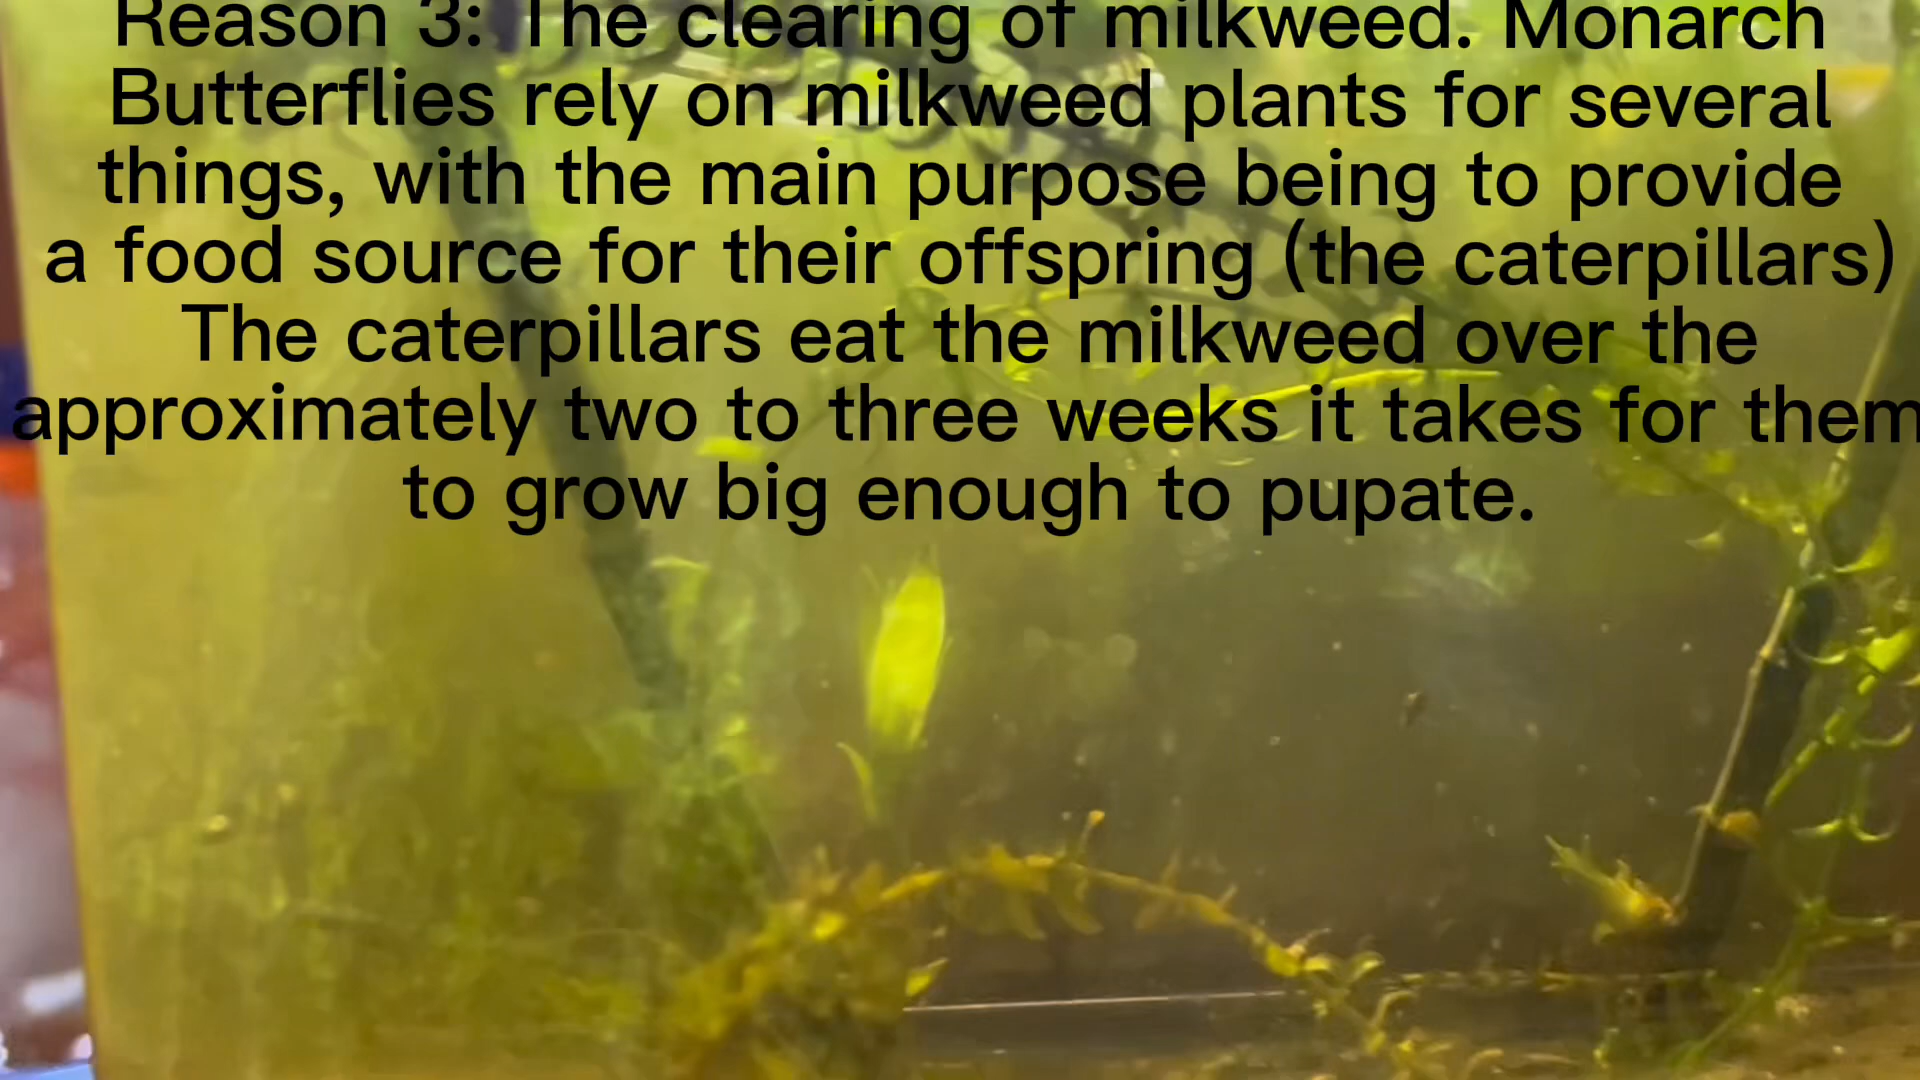 Reason 3: The clearing of milkweed. Monarch
Butterflies rely on milkweed plants for several
things, with the main purpose being to provide
a food source for their offspring (the caterpillars)
The caterpillars eat the milkweed over the
approximately two to three weeks it takes for them
to grow big enough to pupate.